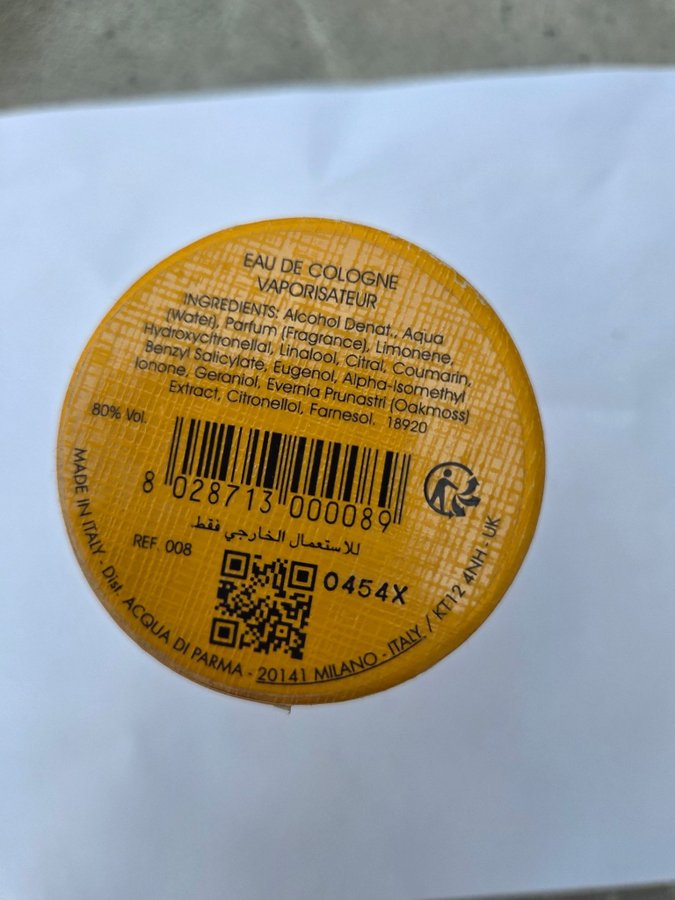 EAU DE COLOGNE
VAPORISATEUR
INGREDIENTS: Alcohol Denat., Aqua
(Water), Parfum (Fragrance), Limonene,
Hydroxycitronellal, Linalool, Citral, Coumarin,
Benzyl Salicylate, Eugenol, Alpha-Isomethyl
Ionone, Geraniol, Evernia Prunastri (Oakmoss)
Extract, Citronellol, Farnesol. 18920
80% Vol.
8 028713 000089
للاستعمال الخارجي فقط
REF. 008
0454X
MADE IN ITALY - Dist. ACQUA DI PARMA - 20141 MILANO - ITALY / KT12 4NH - UK